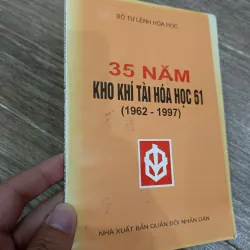 BỘ TƯ LỆNH HÓA HỌC
35 NĂM
KHO KHÍ TÀI HÓA HỌC 61
(1962 - 1997)
NHÀ XUẤT BẢN QUÂN ĐỘI NHÂN DÂN